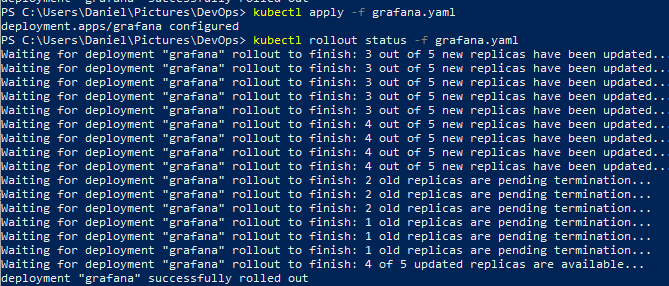 deployment "grafana" successfully rolled out
PS C:\Users\Daniel\Pictures\DevOps> kubectl apply -f grafana.yaml
deployment.apps/grafana configured
PS C:\Users\Daniel\Pictures\DevOps> kubectl rollout status -f grafana.yaml
Waiting for deployment "grafana" rollout to finish: 3 out of 5 new replicas have been updated...
Waiting for deployment "grafana" rollout to finish: 3 out of 5 new replicas have been updated...
Waiting for deployment "grafana" rollout to finish: 3 out of 5 new replicas have been updated...
Waiting for deployment "grafana" rollout to finish: 3 out of 5 new replicas have been updated...
Waiting for deployment "grafana" rollout to finish: 3 out of 5 new replicas have been updated...
Waiting for deployment "grafana" rollout to finish: 4 out of 5 new replicas have been updated...
Waiting for deployment "grafana" rollout to finish: 4 out of 5 new replicas have been updated...
Waiting for deployment "grafana" rollout to finish: 4 out of 5 new replicas have been updated...
Waiting for deployment "grafana" rollout to finish: 4 out of 5 new replicas have been updated...
Waiting for deployment "grafana" rollout to finish: 2 old replicas are pending termination...
Waiting for deployment "grafana" rollout to finish: 2 old replicas are pending termination...
Waiting for deployment "grafana" rollout to finish: 2 old replicas are pending termination...
Waiting for deployment "grafana" rollout to finish: 1 old replicas are pending termination...
Waiting for deployment "grafana" rollout to finish: 1 old replicas are pending termination...
Waiting for deployment "grafana" rollout to finish: 1 old replicas are pending termination...
Waiting for deployment "grafana" rollout to finish: 4 of 5 updated replicas are available...
deployment "grafana" successfully rolled out